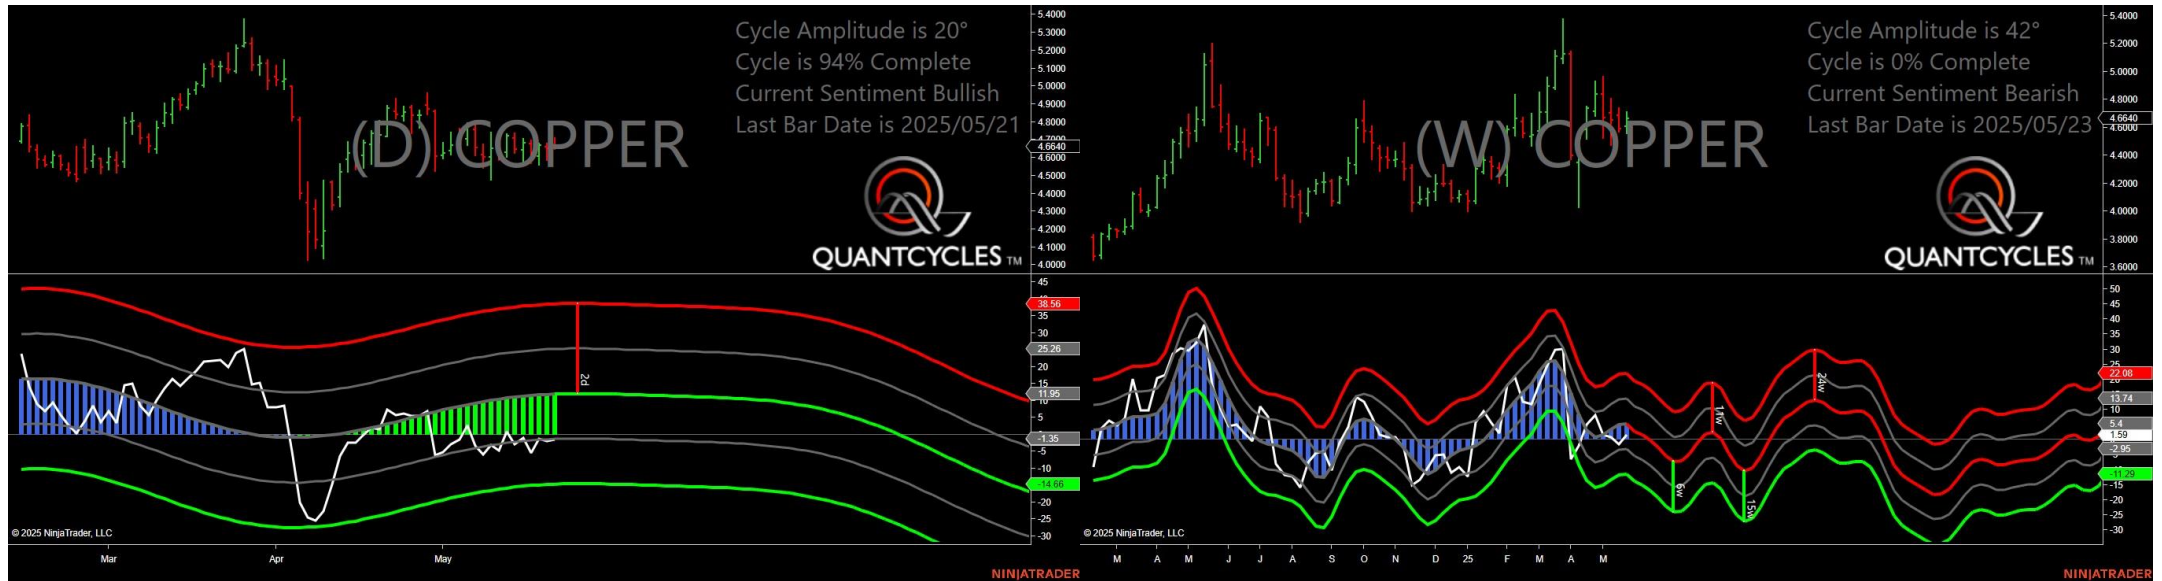 Cycle Amplitude is 20°
Cycle is 94% Complete
Current Sentiment Bullish
Last Bar Date is 2025/05/21
(D) COPPER
QUANTCYCLES TM
5.4000
5.3000
5.2000
5.1000
5.0000
4.9000
4.8000
4.7000
4.6640
4.6000
4.5000
4.4000
4.3000
4.2000
4.1000
4.0000
45
38.56
35
30
25.26
20
15
11.95
10
5
-1.35
-5
-10
-14.66
-20
-25
-30
2d
© 2025 NinjaTrader, LLC
Mar Apr May
NINJATRADER
Cycle Amplitude is 42°
Cycle is 0% Complete
Current Sentiment Bearish
Last Bar Date is 2025/05/23
(W) COPPER
QUANTCYCLES TM
5.4000
5.2000
5.0000
4.8000
4.6640
4.6000
4.4000
4.2000
4.0000
3.8000
3.6000
50
45
40
35
30
25
22.08
13.74
10
5.4
1.59
-2.95
-11.29
-15
-20
-25
-30
6w
11w
15w
24w
© 2025 NinjaTrader, LLC
M A M J J A S O N D 25 F M A M
NINJATRADER